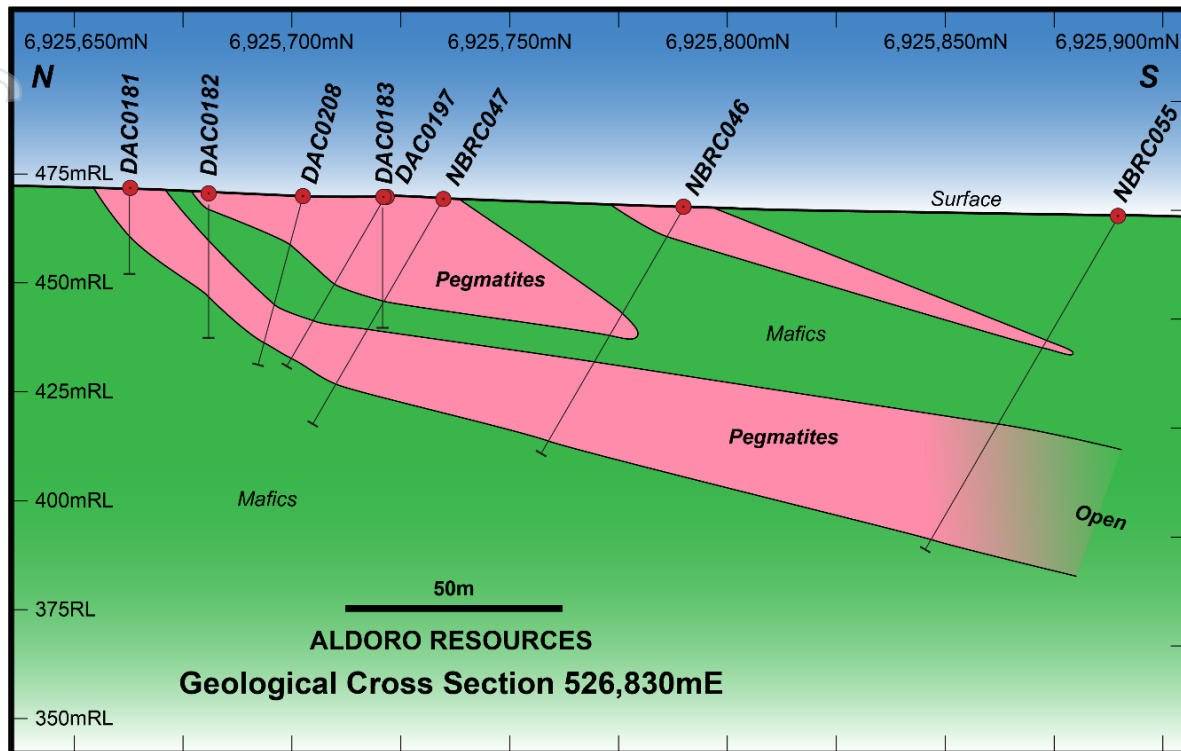 6,925,650mN 6,925,700mN 6,925,750mN 6,925,800mN 6,925,850mN 6,925,900mN
N S
DAC0181
DAC0182
DAC0208
DAC0183
DAC0197
NBRC047
NBRC046
NBRC055
475mRL
Surface
450mRL
Pegmatites
Mafics
425mRL
Pegmatites
400mRL
Mafics
Open
375RL
50m
ALDORO RESOURCES
Geological Cross Section 526,830mE
350mRL